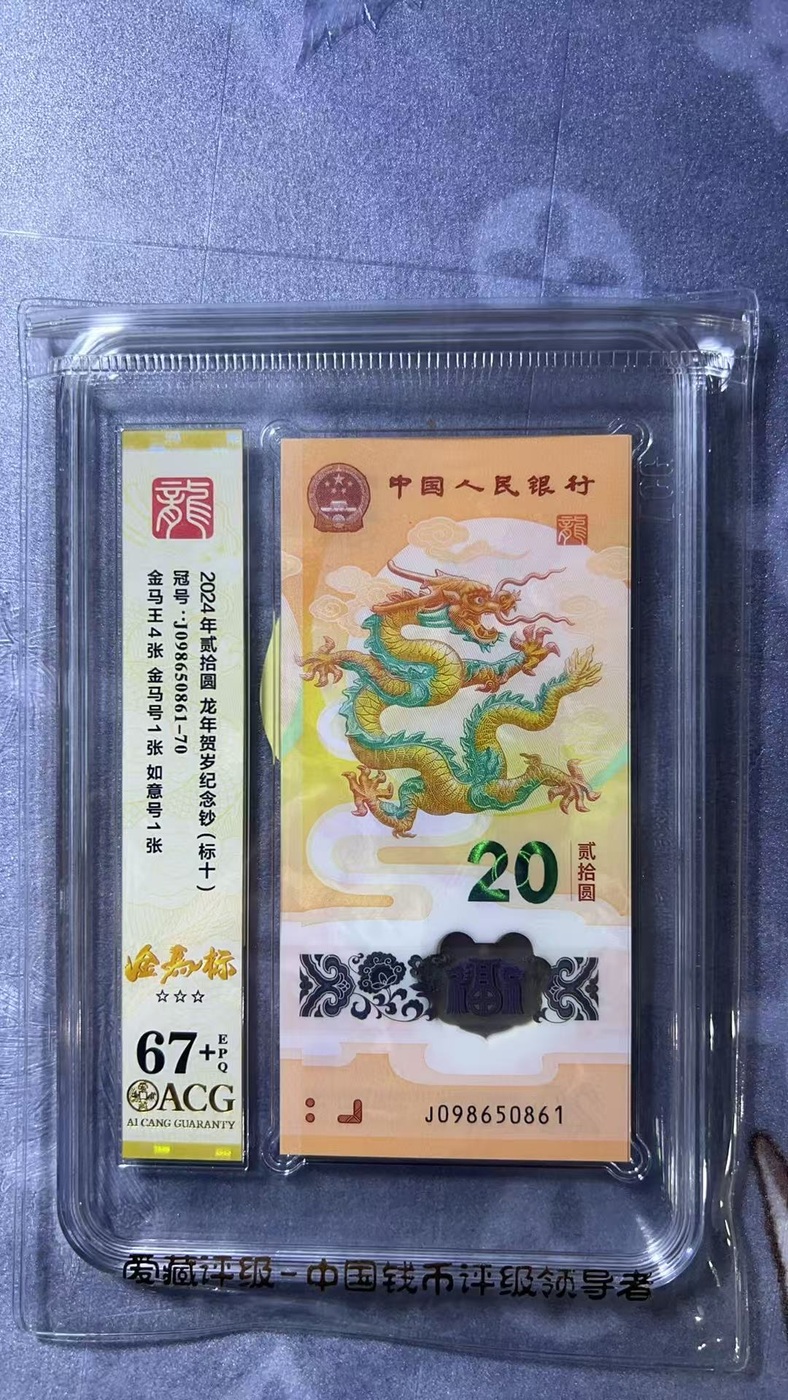 龍
2024年贰拾圆 龙年贺岁纪念钞(标十)
冠号:J098650861-70
金马王4张 金马号1张 如意号1张
金马标
☆☆☆
67+
EPQ
ACG
AI CANG GUARANTY
中国人民银行
龍
20
贰拾圆
J098650861
爱藏评级-中国钱币评级领导者